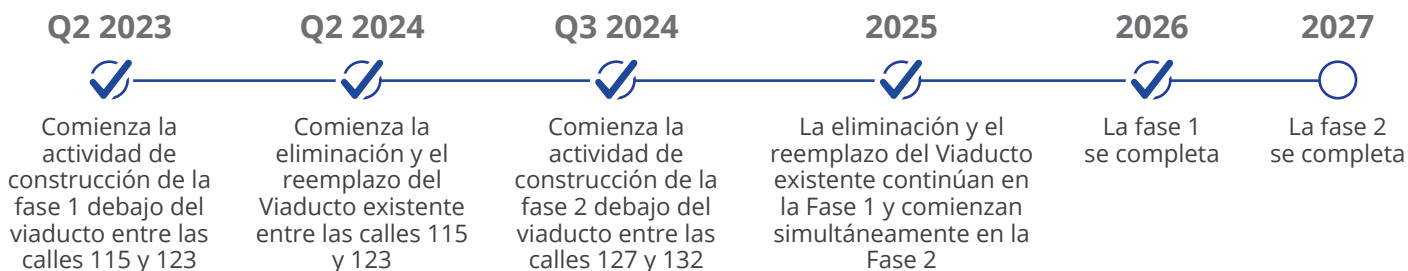 Q2 2023
Comienza la
actividad de
construcción de la
fase 1 debajo del
viaducto entre las
calles 115 y 123
Q2 2024
Comienza la
eliminación y el
reemplazo del
Viaducto existente
entre las calles 115
y 123
Q3 2024
Comienza la
actividad de
construcción de la
fase 2 debajo del
viaducto entre las
calles 127 y 132
2025
La eliminación y el
reemplazo del Viaducto
existente continúan en
la Fase 1 y comienzan
simultáneamente en la
Fase 2
2026
La fase 1
se completa
2027
La fase 2
se completa